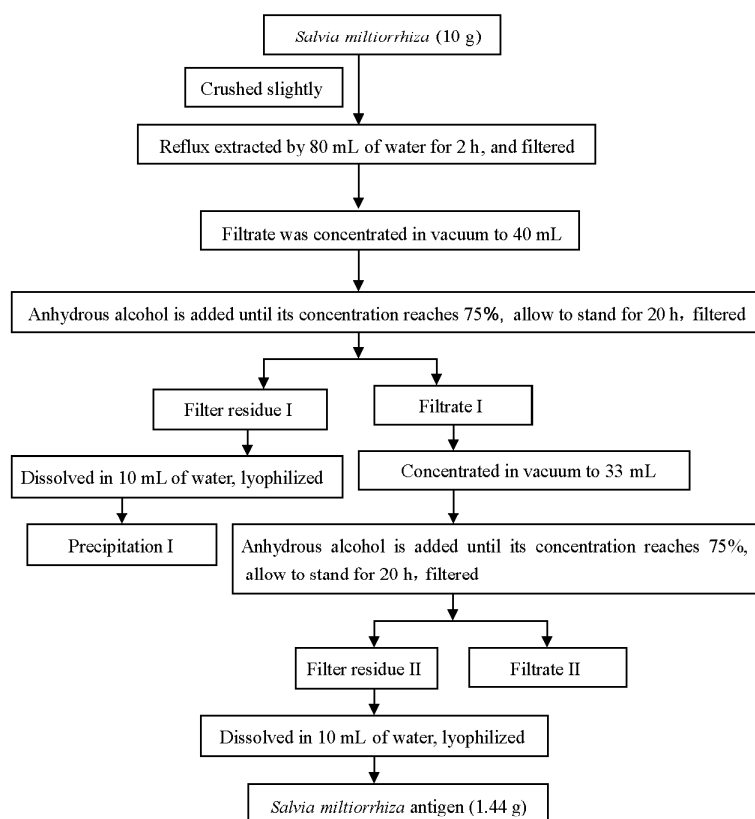 Salvia miltiorrhiza (10 g)
Crushed slightly
Reflux extracted by 80 mL of water for 2 h, and filtered
Filtrate was concentrated in vacuum to 40 mL
Anhydrous alcohol is added until its concentration reaches 75%, allow to stand for 20 h, filtered
Filter residue I
Filtrate I
Dissolved in 10 mL of water, lyophilized
Concentrated in vacuum to 33 mL
Precipitation I
Anhydrous alcohol is added until its concentration reaches 75%,
allow to stand for 20 h, filtered
Filter residue II
Filtrate II
Dissolved in 10 mL of water, lyophilized
Salvia miltiorrhiza antigen (1.44 g)